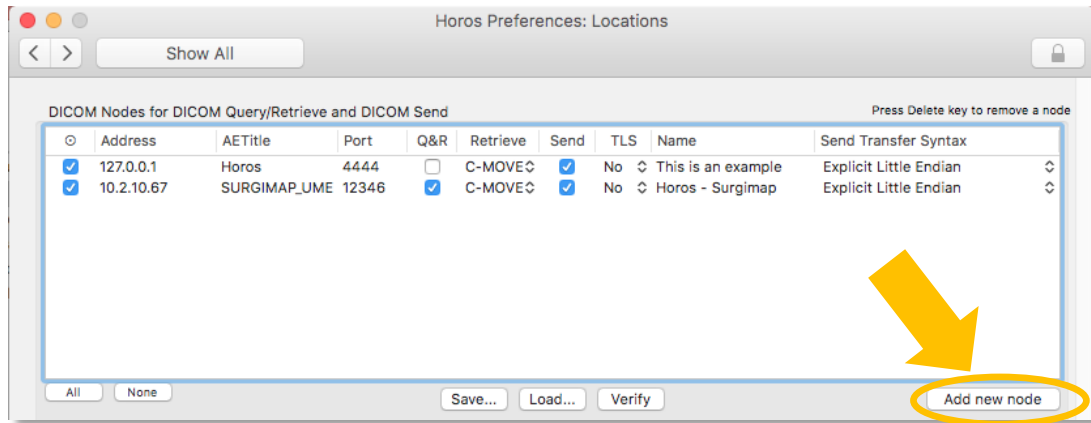 Horos Preferences: Locations
Show All
DICOM Nodes for DICOM Query/Retrieve and DICOM Send Press Delete key to remove a node
Address AETitle Port Q&R Retrieve Send TLS Name Send Transfer Syntax
127.0.0.1 Horos 4444 C-MOVE No This is an example Explicit Little Endian
10.2.10.67 SURGIMAP_UME 12346 C-MOVE No Horos - Surgimap Explicit Little Endian
All None Save... Load... Verify Add new node